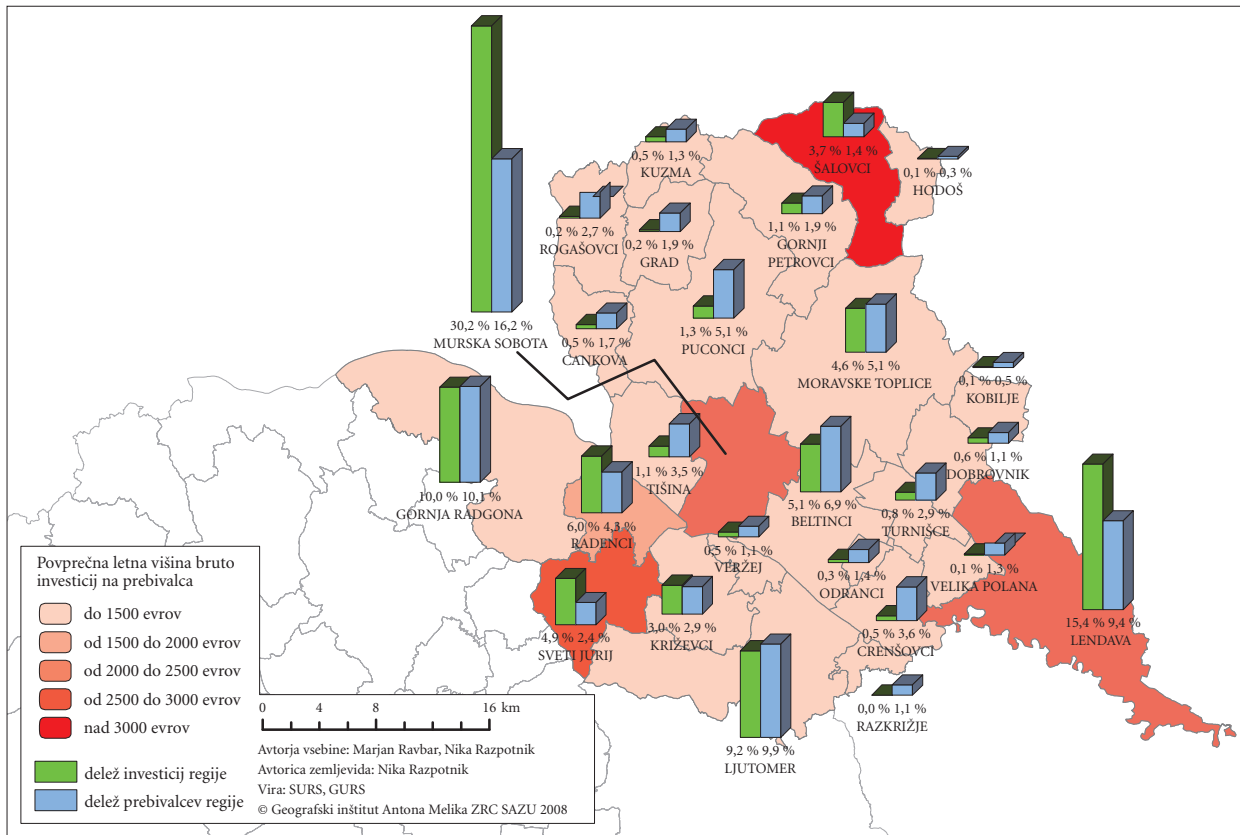 30,2 % 16,2 %
MURSKA SOBOTA
0,5 % 1,3 %
KUZMA
3,7 % 1,4 %
ŠALOVCI
0,1 % 0,3 %
HODOŠ
0,2 % 2,7 %
ROGAŠOVCI
0,2 % 1,9 %
GRAD
1,1 % 1,9 %
GORNJI
PETROVCI
0,5 % 1,7 %
CANKOVA
1,3 % 5,1 %
PUCONCI
4,6 % 5,1 %
MORAVSKE TOPLICE
0,1 % 0,5 %
KOBILJE
0,6 % 1,1 %
DOBROVNIK
10,0 % 10,1 %
GORNJA RADGONA
1,1 % 3,5 %
TIŠINA
5,1 % 6,9 %
BELTINCI
0,8 % 2,9 %
TURNIŠČE
6,0 % 4,3 %
RADENCI
0,5 % 1,1 %
VERŽEJ
0,3 % 1,4 %
ODRANCI
0,1 % 1,3 %
VELIKA POLANA
15,4 % 9,4 %
LENDAVA
4,9 % 2,4 %
SVETI JURIJ
3,0 % 2,9 %
KRIŽEVCI
0,5 % 3,6 %
ČRENŠOVCI
0,0 % 1,1 %
RAZKRIŽJE
9,2 % 9,9 %
LJUTOMER
Povprečna letna višina bruto
investicij na prebivalca
do 1500 evrov
od 1500 do 2000 evrov
od 2000 do 2500 evrov
od 2500 do 3000 evrov
nad 3000 evrov
delež investicij regije
delež prebivalcev regije
0 4 8 16 km
Avtorja vsebine: Marjan Ravbar, Nika Razpotnik
Avtorica zemljevida: Nika Razpotnik
Vira: SURS, GURS
© Geografski inštitut Antona Melika ZRC SAZU 2008